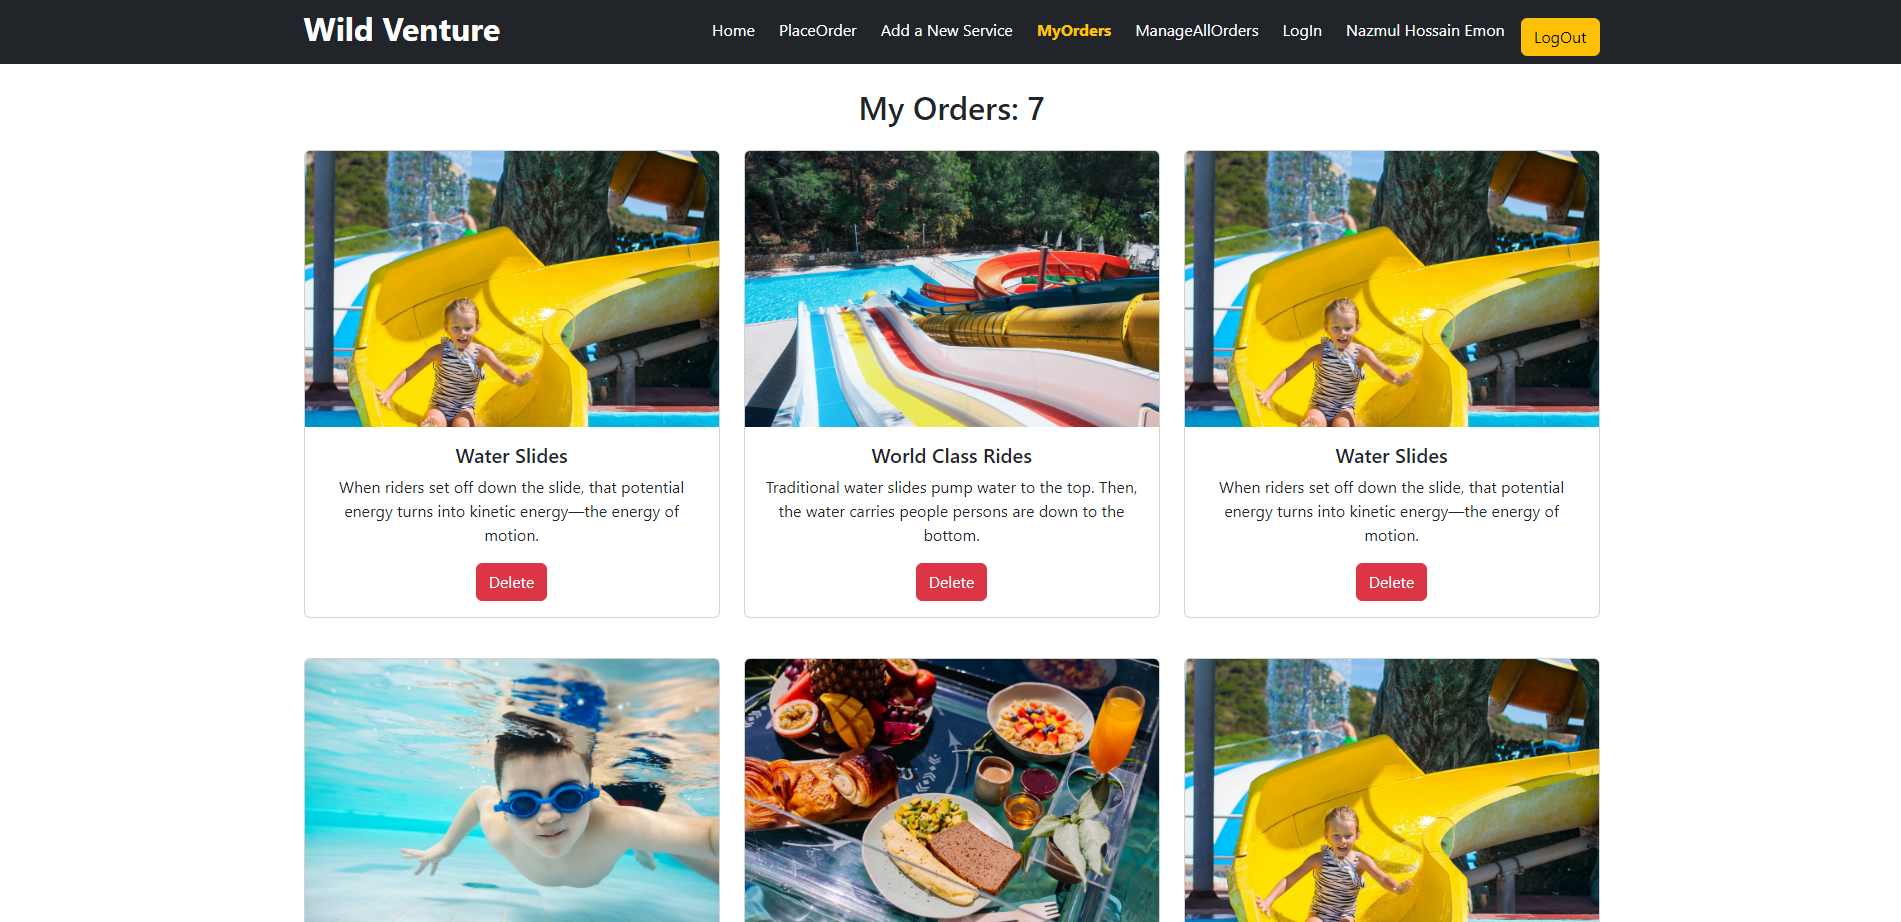 Wild Venture
Home
PlaceOrder
Add a New Service
MyOrders
ManageAllOrders
LogIn
Nazmul Hossain Emon
LogOut
My Orders: 7
Water Slides
When riders set off down the slide, that potential
energy turns into kinetic energy—the energy of
motion.
Delete
World Class Rides
Traditional water slides pump water to the top. Then,
the water carries people persons are down to the
bottom.
Delete
Water Slides
When riders set off down the slide, that potential
energy turns into kinetic energy—the energy of
motion.
Delete